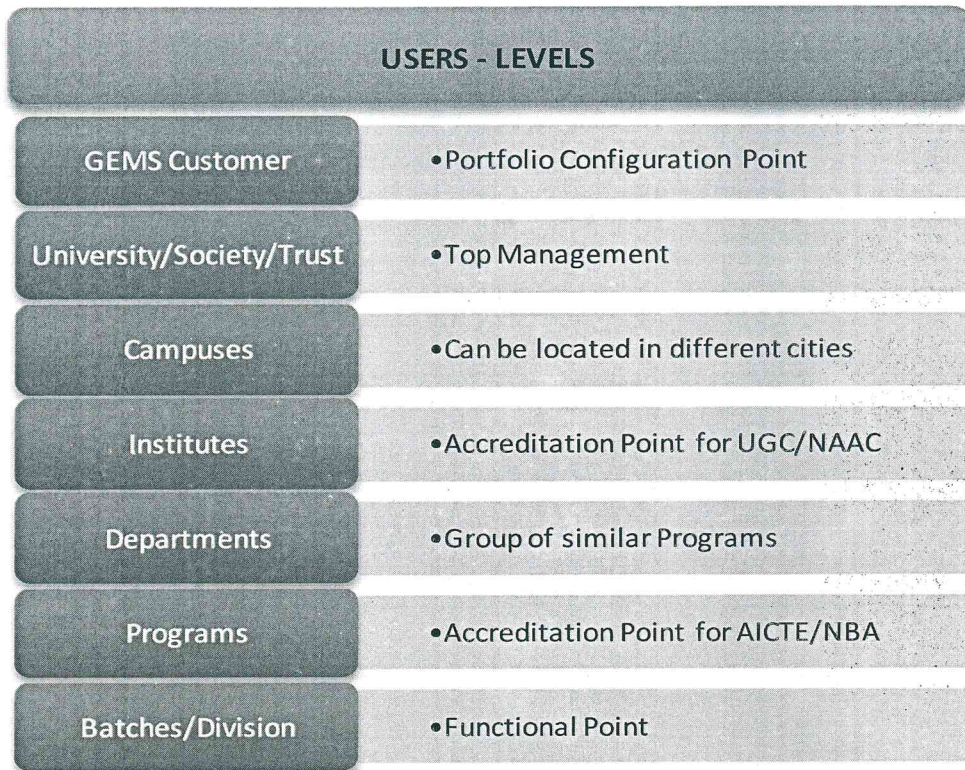 USERS - LEVELS
GEMS Customer
•Portfolio Configuration Point
University/Society/Trust
•Top Management
Campuses
•Can be located in different cities
Institutes
•Accreditation Point for UGC/NAAC
Departments
•Group of similar Programs
Programs
•Accreditation Point for AICTE/NBA
Batches/Division
•Functional Point